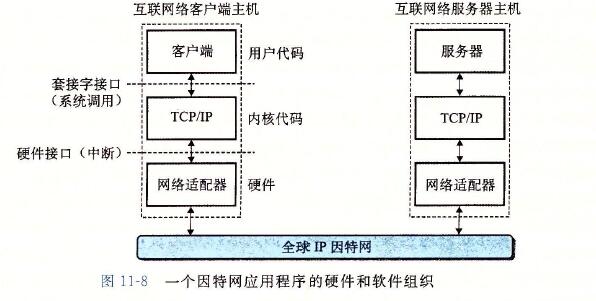 互联网络客户端主机 互联网络服务器主机
客户端 用户代码 服务器
套接字接口
（系统调用）
TCP/IP 内核代码 TCP/IP
硬件接口（中断）
网络适配器 硬件 网络适配器
全球 IP 因特网
图 11-8 一个因特网应用程序的硬件和软件组织